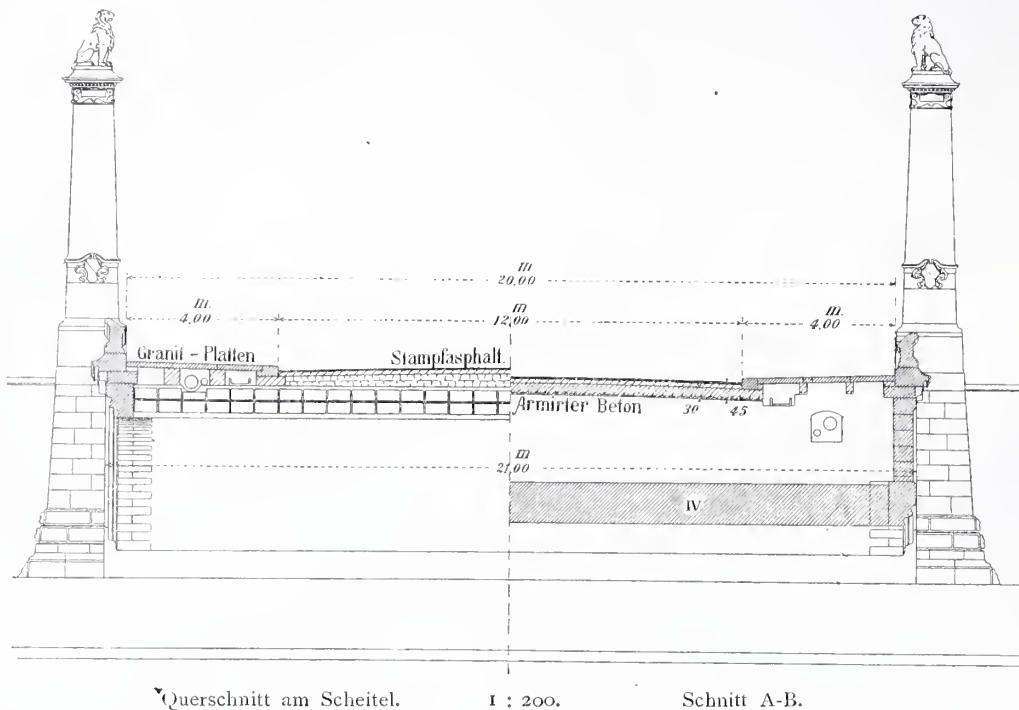 m
20,00
m.
4,00
m
12,00
m.
4,00
Granit - Platten
Stampfasphalt.
Armirter Beton
30
45
m
21,00
IV
Querschnitt am Scheitel. 1 : 200. Schnitt A-B.